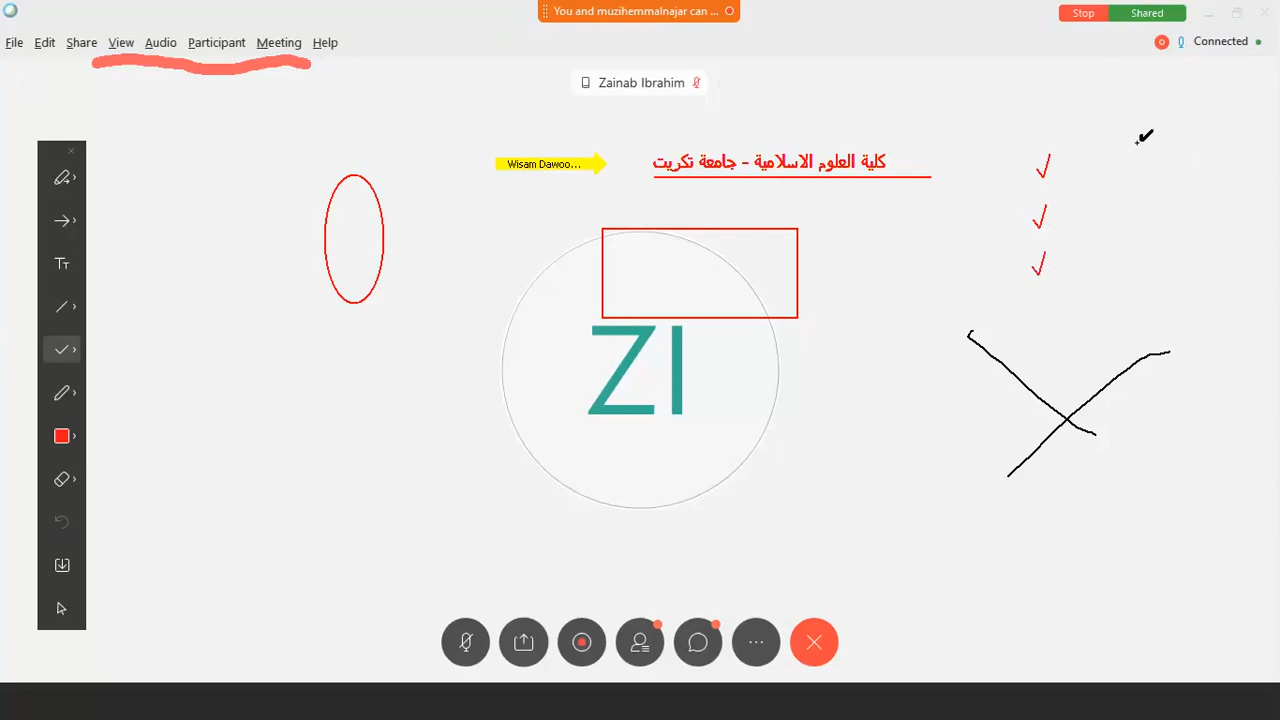 You and muzihemmalnajar can ...
Stop Shared
File Edit Share View Audio Participant Meeting Help
Connected
Zainab Ibrahim
Wisam Dawoo...
كلية العلوم الاسلامية - جامعة تكريت
ZI